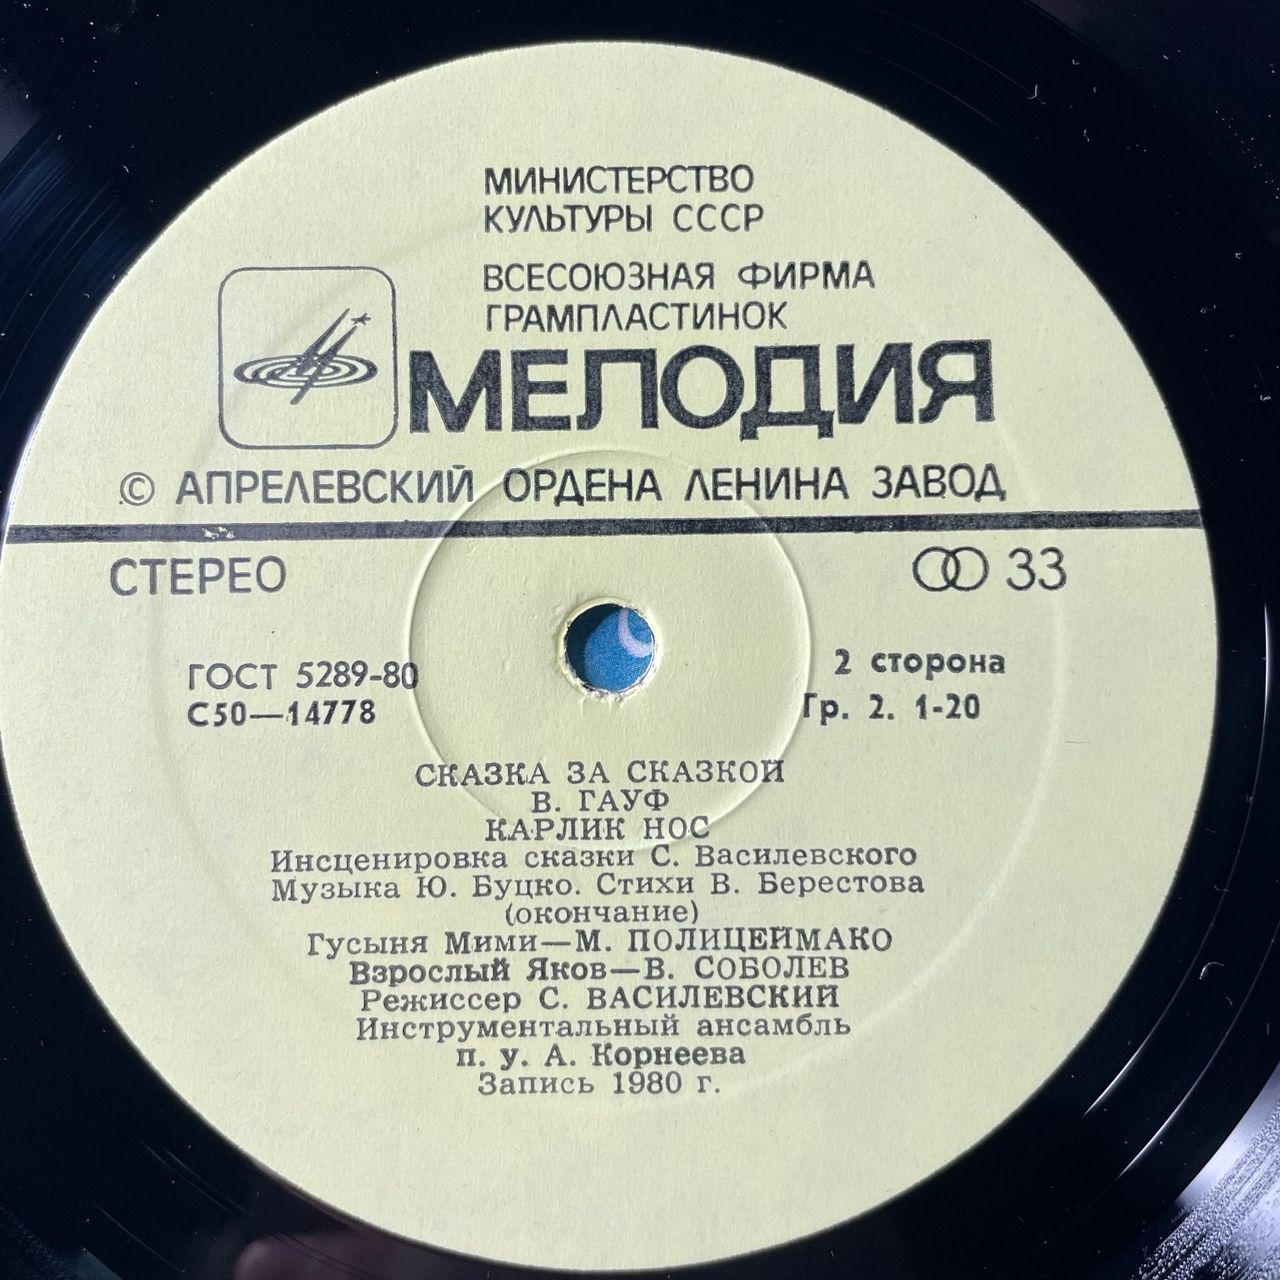 МИНИСТЕРСТВО
КУЛЬТУРЫ СССР
ВСЕСОЮЗНАЯ ФИРМА
ГРАМПЛАСТИНОК
МЕЛОДИЯ
© АПРЕЛЕВСКИЙ ОРДЕНА ЛЕНИНА ЗАВОД
СТЕРЕО
33
ГОСТ 5289-80
С50—14778
2 сторона
Гр. 2. 1-20
СКАЗКА ЗА СКАЗКОЙ
В. ГАУФ
КАРЛИК НОС
Инсценировка сказки С. Василевского
Музыка Ю. Буцко. Стихи В. Берестова
(окончание)
Гусыня Мими—М. ПОЛИЦЕЙМАКО
Взрослый Яков—В. СОБОЛЕВ
Режиссер С. ВАСИЛЕВСКИЙ
Инструментальный ансамбль
п. у. А. Корнеева
Запись 1980 г.